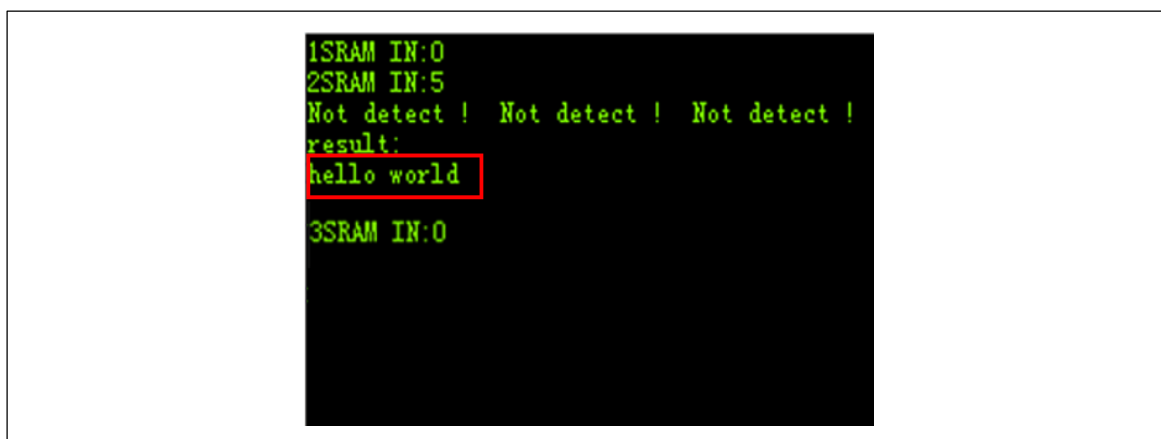 1SRAM IN:0
2SRAM IN:5
Not detect !  Not detect !  Not detect !
result:
hello world
3SRAM IN:0